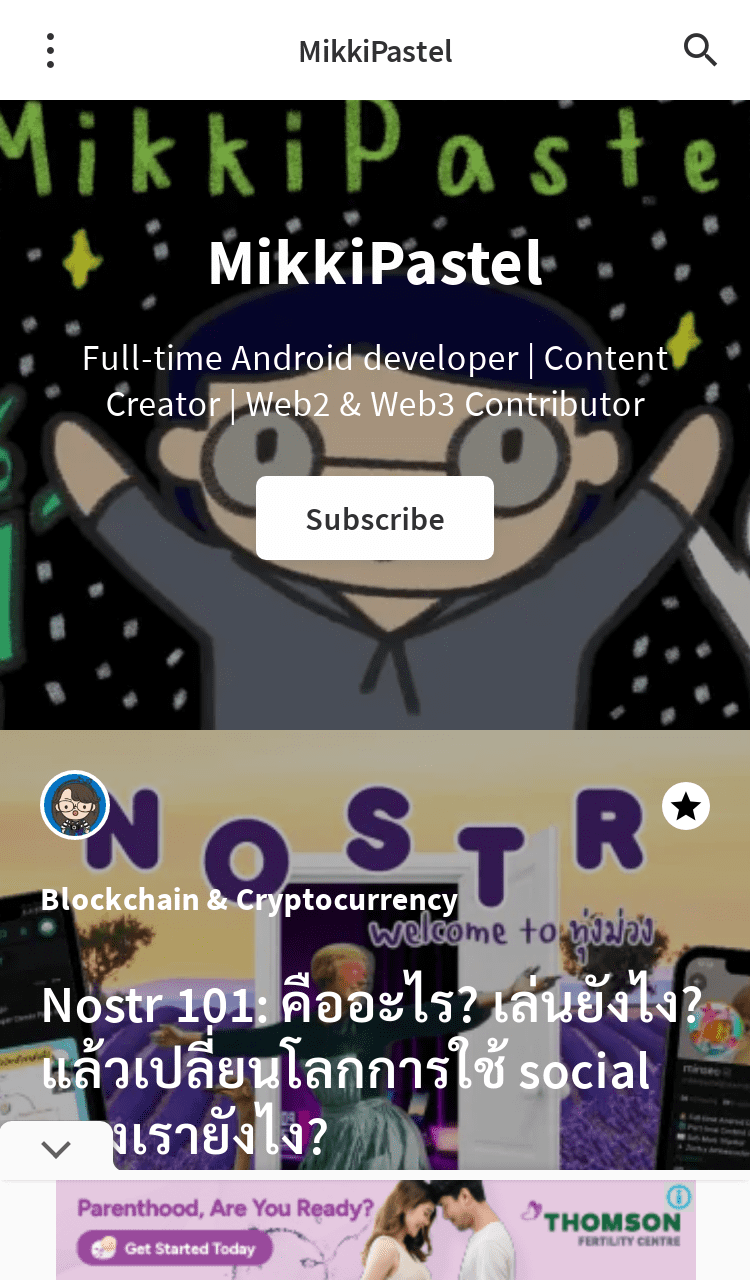 MikkiPastel
MikkiPaste
MikkiPastel
Full-time Android developer | Content
Creator | Web2 & Web3 Contributor
Subscribe
NOSTR
Blockchain & Cryptocurrency
welcome to ทุ่งม่วง
Nostr 101: คืออะไร? เล่นยังไง?
แล้วเปลี่ยนโลกการใช้ social
งเรายังไง?
Parenthood, Are You Ready?
Get Started Today
THOMSON
FERTILITY CENTRE